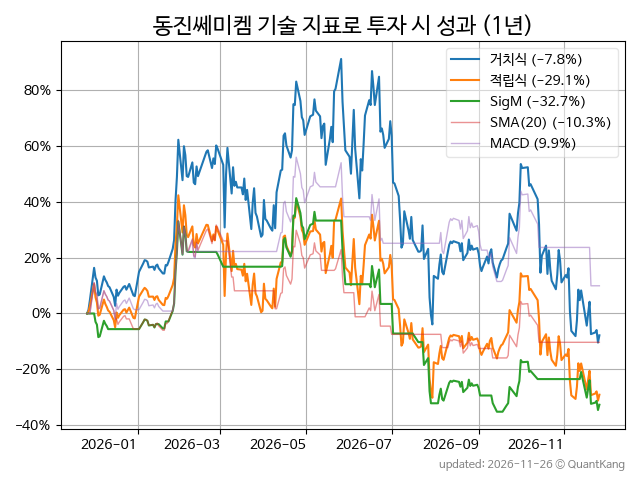 동진쎄미켐 기술 지표로 투자 시 성과 (1년)
거치식 (-7.8%)
적립식 (-29.1%)
SigM (-32.7%)
SMA(20) (-10.3%)
MACD (9.9%)
80%
60%
40%
20%
0%
-20%
-40%
2026-01
2026-03
2026-05
2026-07
2026-09
2026-11
updated: 2026-11-26 © QuantKang